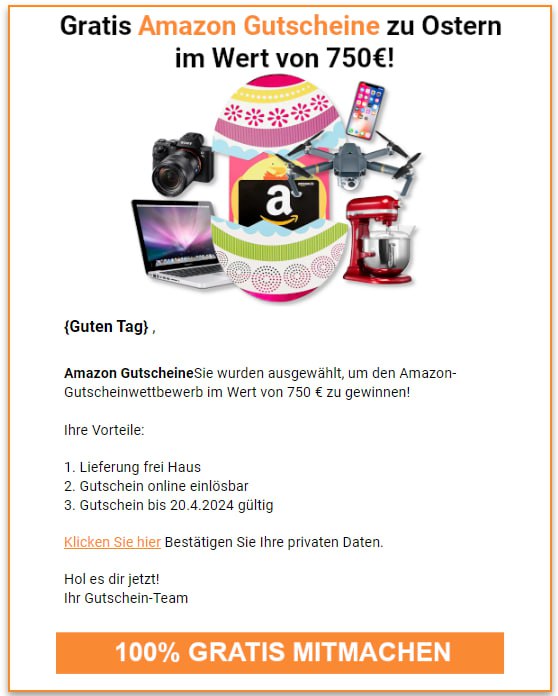 Gratis Amazon Gutscheine zu Ostern
im Wert von 750€!
SONY
a
{Guten Tag} ,
Amazon GutscheineSie wurden ausgewählt, um den Amazon-
Gutscheinwettbewerb im Wert von 750 € zu gewinnen!
Ihre Vorteile:
1. Lieferung frei Haus
2. Gutschein online einlösbar
3. Gutschein bis 20.4.2024 gültig
Klicken Sie hier Bestätigen Sie Ihre privaten Daten.
Hol es dir jetzt!
Ihr Gutschein-Team
100% GRATIS MITMACHEN